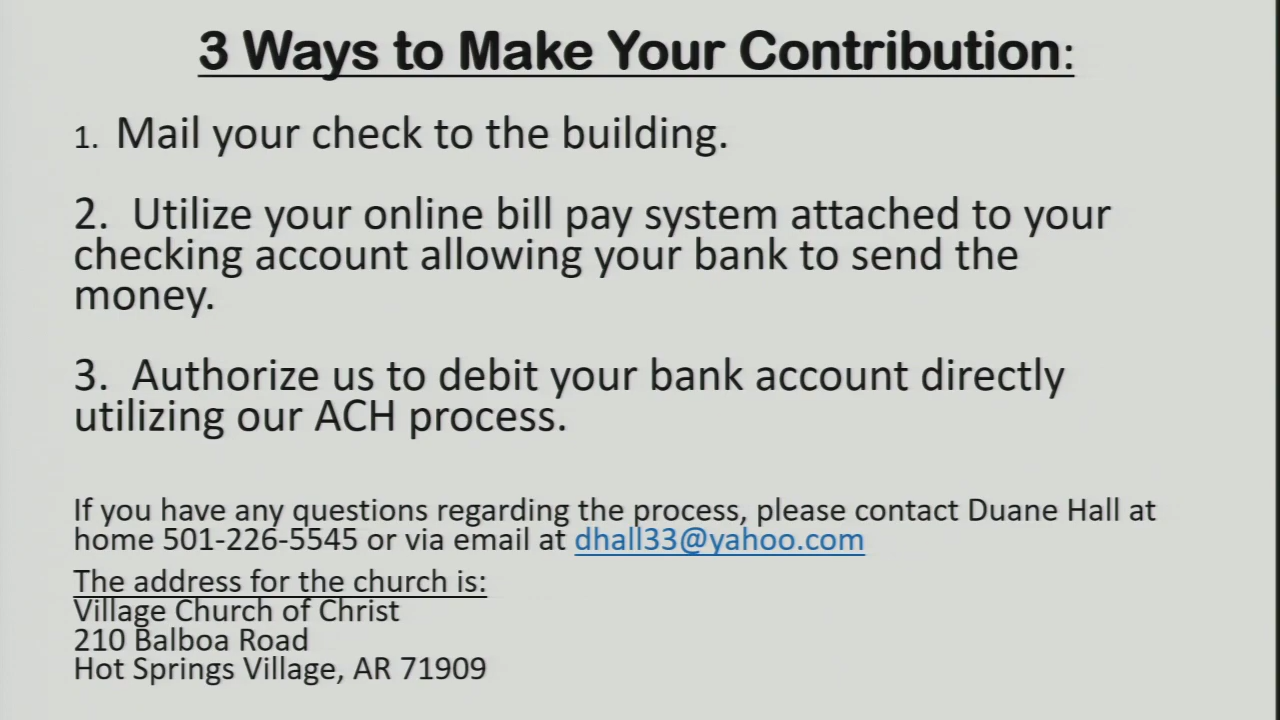 3 Ways to Make Your Contribution:
1. Mail your check to the building.
2. Utilize your online bill pay system attached to your
checking account allowing your bank to send the
money.
3. Authorize us to debit your bank account directly
utilizing our ACH process.
If you have any questions regarding the process, please contact Duane Hall at
home 501-226-5545 or via email at dhall33@yahoo.com
The address for the church is:
Village Church of Christ
210 Balboa Road
Hot Springs Village, AR 71909